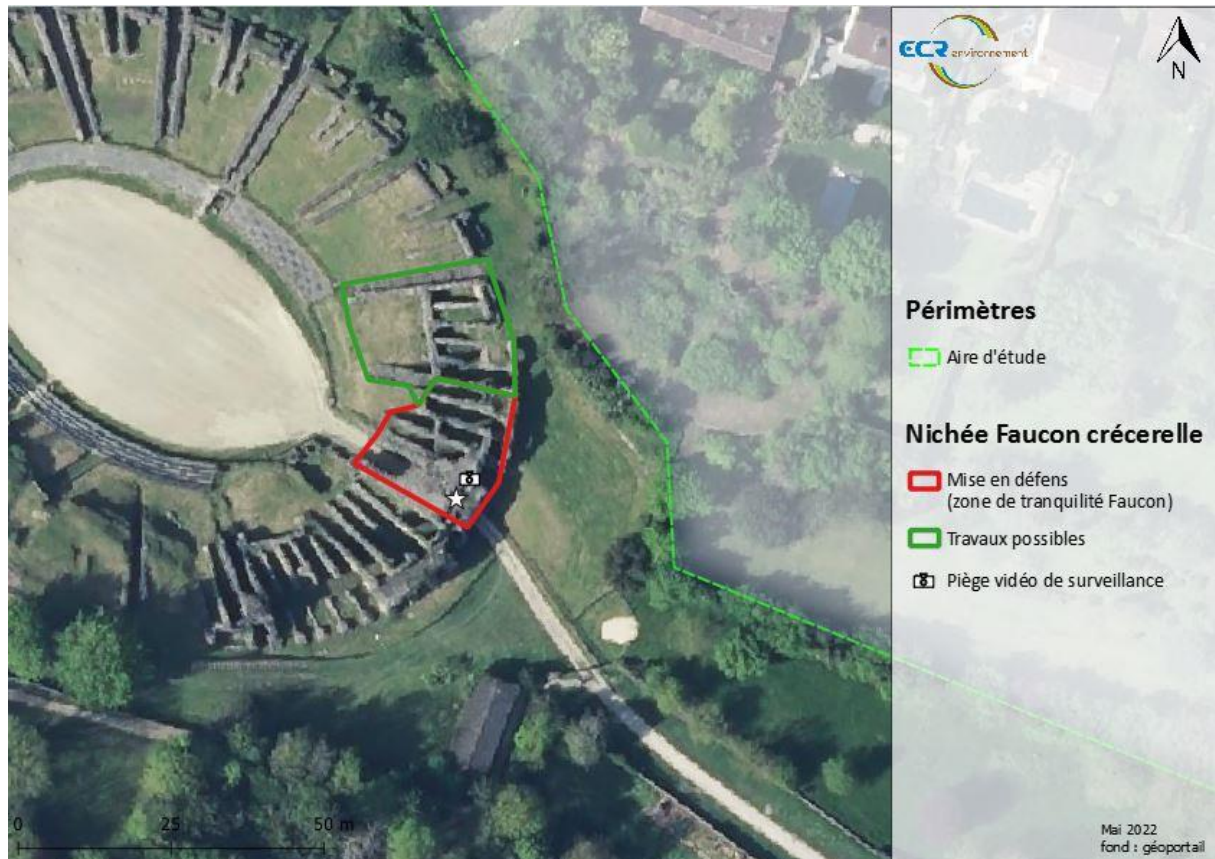 ECR environnement
N
Périmètres
Aire d'étude
Nichée Faucon crécerelle
Mise en défens
(zone de tranquilité Faucon)
Travaux possibles
Piège vidéo de surveillance
0 25 50 m
Mai 2022
fond : géoportail